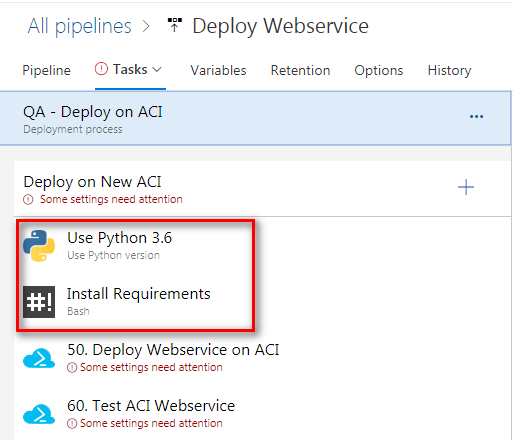 All pipelines > Deploy Webservice
Pipeline Tasks Variables Retention Options History
QA - Deploy on ACI
Deployment process
Deploy on New ACI
Some settings need attention
Use Python 3.6
Use Python version
#!
Install Requirements
Bash
50. Deploy Webservice on ACI
Some settings need attention
60. Test ACI Webservice
Some settings need attention